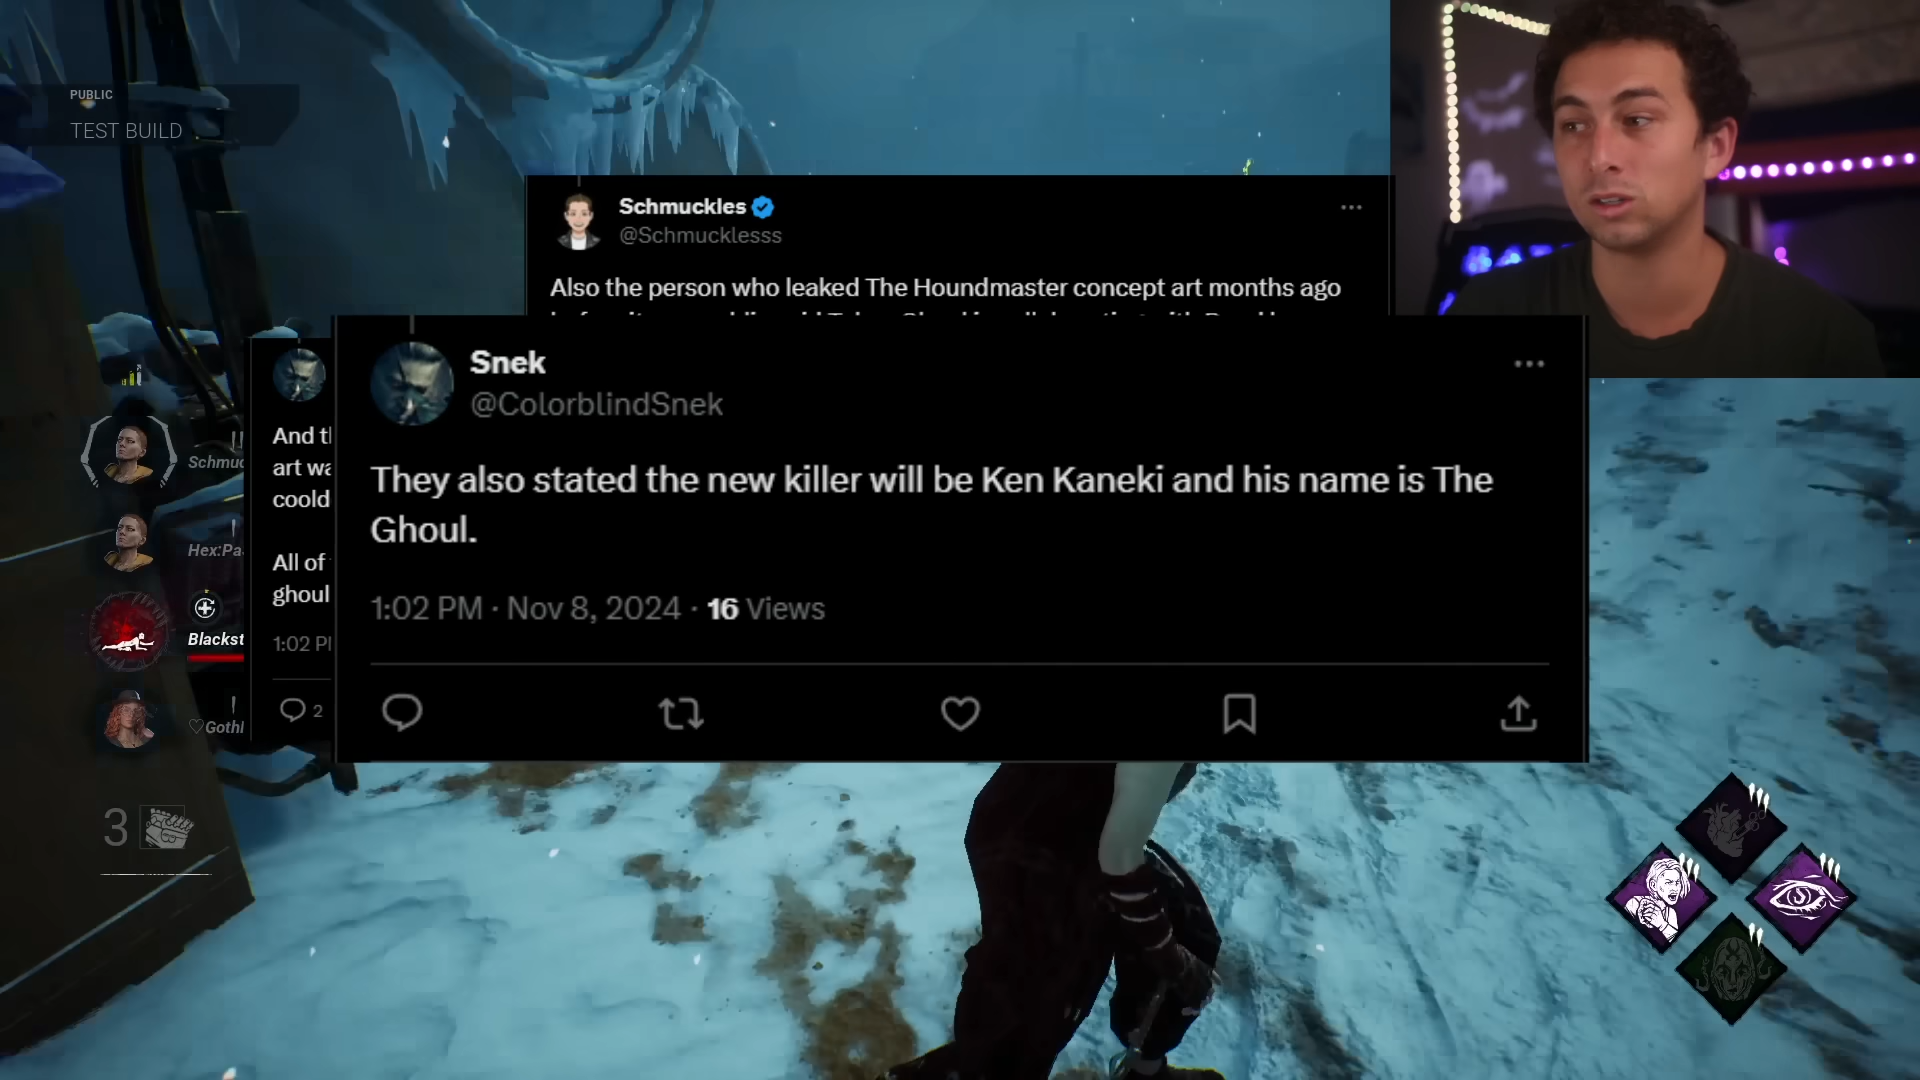 PUBLIC
TEST BUILD
Schmuckles
@Schmucklesss
Also the person who leaked The Houndmaster concept art months ago
Snek
@ColorblindSnek
They also stated the new killer will be Ken Kaneki and his name is The
Ghoul.
1:02 PM · Nov 8, 2024 · 16 Views
And
art wa
coold
All of
ghoul
1:02 P
2
Schmuc
Hex:Pa
Blackst
♡Gothl
3